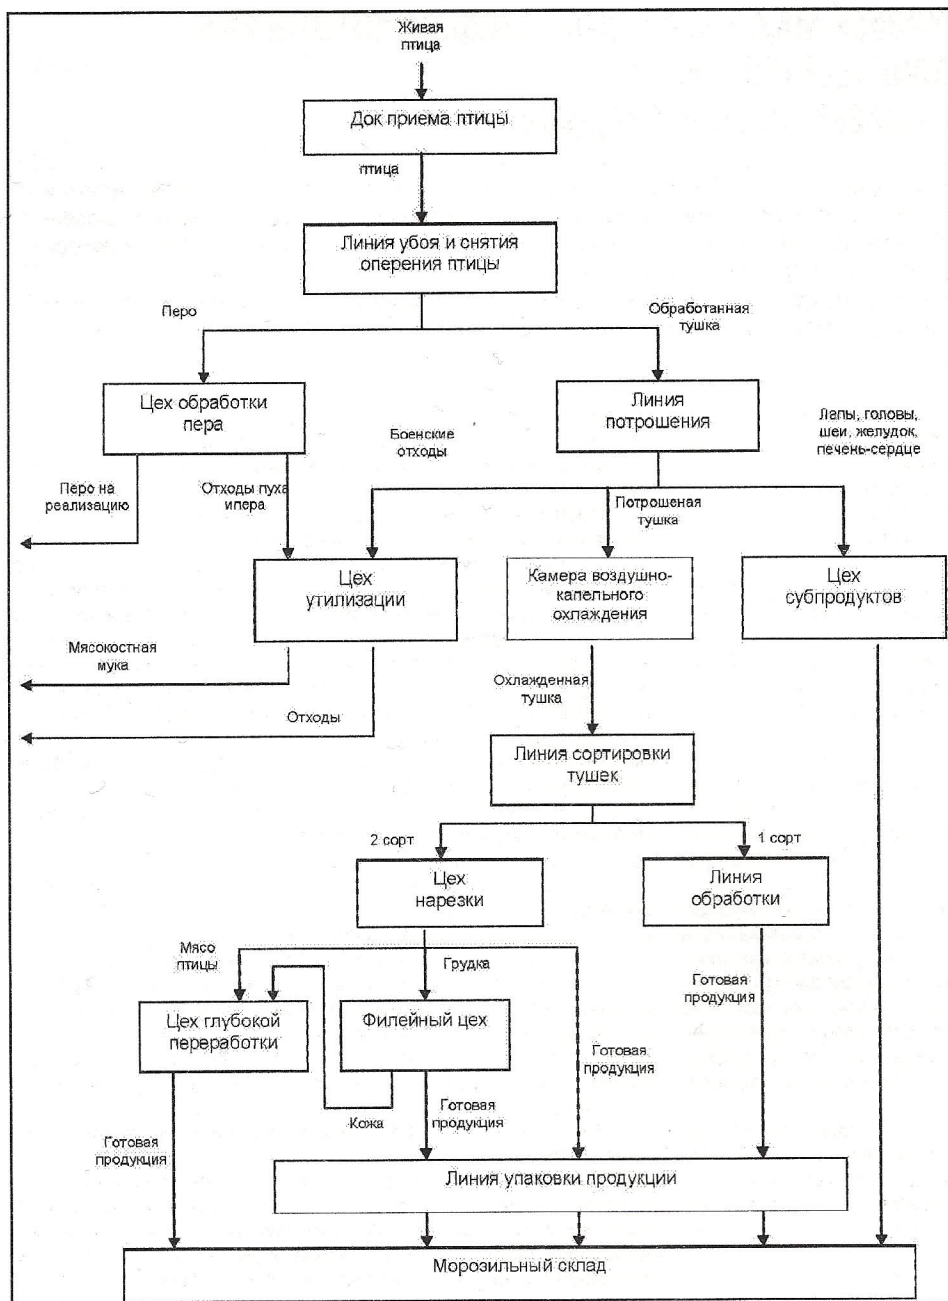 Живая
птица
Док приема птицы
птица
Линия убоя и снятия
оперения птицы
Перо
Обработанная
тушка
Цех обработки
пера
Линия
потрошения
Лапы, головы,
шеи, желудок,
печень-сердце
Боенские
отходы
Перо на
реализацию
Отходы пуха
ипера
Потрошеная
тушка
Цех
утилизации
Камера воздушно-
капельного
охлаждения
Цех
субпродуктов
Мясокостная
мука
Охлажденная
тушка
Отходы
Линия сортировки
тушек
2 сорт
1 сорт
Цех
нарезки
Линия
обработки
Мясо
птицы
Грудка
Готовая
продукция
Цех глубокой
переработки
Филейный цех
Готовая
продукция
Кожа
Готовая
продукция
Готовая
продукция
Линия упаковки продукции
Морозильный склад